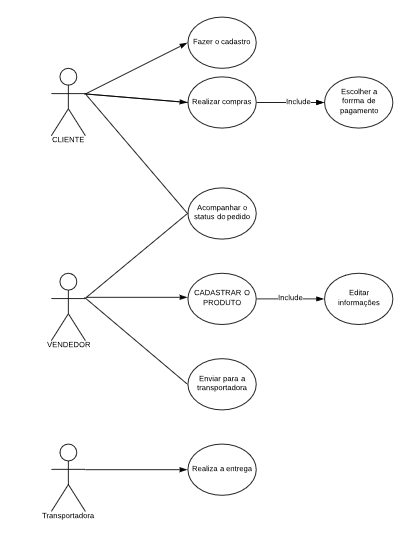 Fazer o cadastro
CLIENTE
Realizar compras
Include
Escolher a
forma de
pagamento
Acompanhar o
status do pedido
VENDEDOR
CADASTRAR O
PRODUTO
Include
Editar
informações
Enviar para a
transportadora
Transportadora
Realiza a entrega